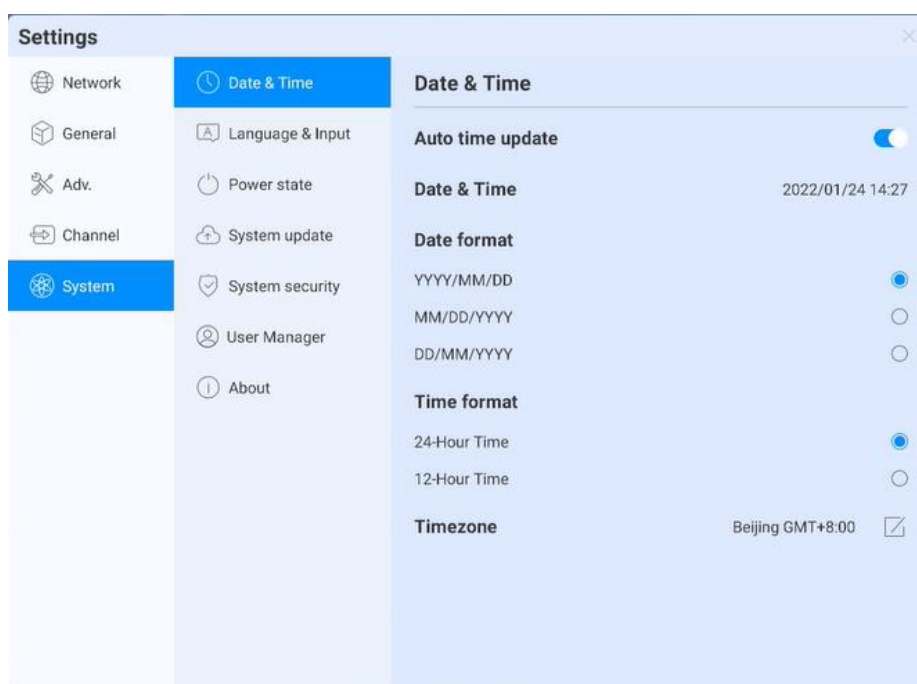 Settings
Network
General
Adv.
Channel
System
Date & Time
Language & Input
Power state
System update
System security
User Manager
About
Date & Time
Auto time update
Date & Time 2022/01/24 14:27
Date format
YYYY/MM/DD
MM/DD/YYYY
DD/MM/YYYY
Time format
24-Hour Time
12-Hour Time
Timezone Beijing GMT+8:00